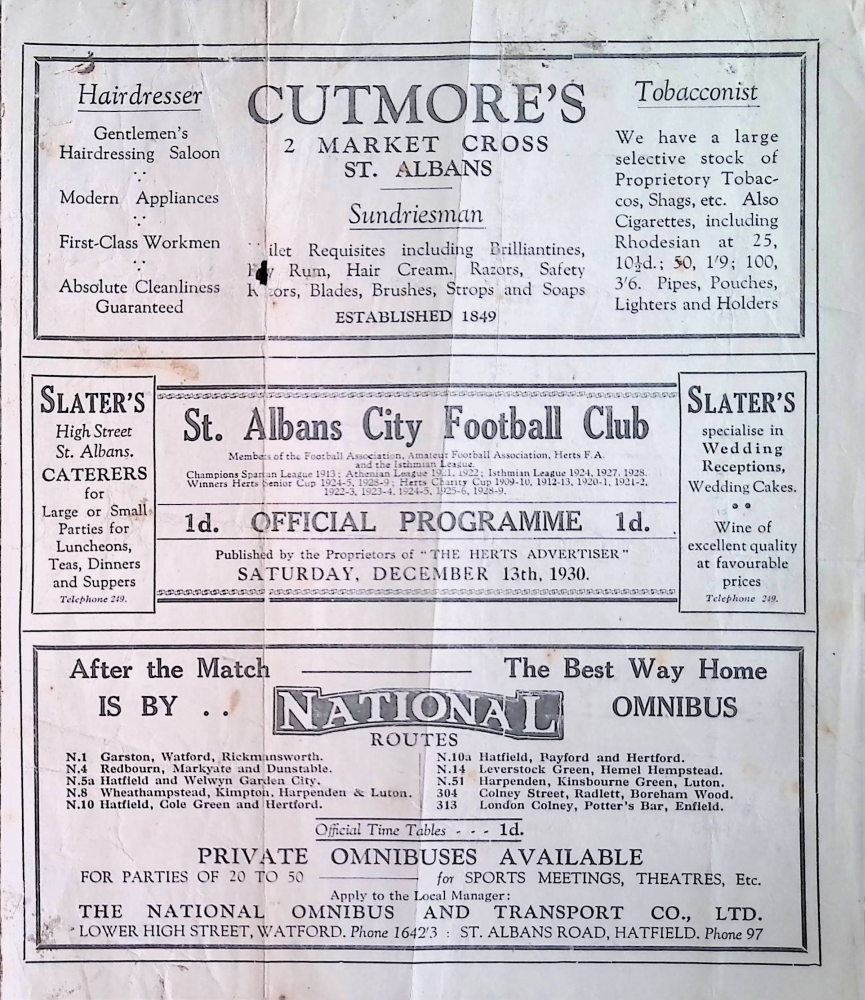 Hairdresser
Gentlemen's
Hairdressing Saloon
Modern Appliances
First-Class Workmen
Absolute Cleanliness
Guaranteed
CUTMORE'S
2 MARKET CROSS
ST. ALBANS
Sundriesman
ilet Requisites including Brilliantines,
Rum, Hair Cream. Razors, Safety
ors, Blades, Brushes, Strops and Soaps
ESTABLISHED 1849
Tobacconist
We have a large
selective stock of
Proprietory Tobac-
cos, Shags, etc. Also
Cigarettes, including
Rhodesian at 25,
10½d.; 50, 1'9; 100,
3'6. Pipes, Pouches,
Lighters and Holders
SLATER'S
High Street
St. Albans.
CATERERS
for
Large or Small
Parties for
Luncheons,
Teas, Dinners
and Suppers
Telephone 249.
St. Albans City Football Club
Members of the Football Association, Amateur Football Association, Herts F.A.
and the Isthmian League.
Champions Spartan League 1913; Athenian League 1921, 1922; Isthmian League 1924, 1927, 1928.
Winners Herts Senior Cup 1924-5, 1928-9; Herts Charity Cup 1909-10, 1912-13, 1920-1, 1921-2,
1922-3, 1923-4, 1924-5, 1925-6, 1928-9.
1d. OFFICIAL PROGRAMME 1d.
Published by the Proprietors of "THE HERTS ADVERTISER"
SATURDAY, DECEMBER 13th, 1930.
SLATER'S
specialise in
Wedding
Receptions,
Wedding Cakes.
Wine of
excellent quality
at favourable
prices
Telephone 249.
After the Match The Best Way Home
IS BY . . NATIONAL OMNIBUS
ROUTES
N.1 Garston, Watford, Rickmansworth.
N.4 Redbourn, Markyate and Dunstable.
N.5a Hatfield and Welwyn Garden City.
N.8 Wheathampstead, Kimpton, Harpenden & Luton.
N.10 Hatfield, Cole Green and Hertford.
N.10a Hatfield, Bayford and Hertford.
N.14 Leverstock Green, Hemel Hempstead.
N.51 Harpenden, Kinsbourne Green, Luton.
304 Colney Street, Radlett, Boreham Wood.
313 London Colney, Potter's Bar, Enfield.
Official Time Tables - - - 1d.
PRIVATE OMNIBUSES AVAILABLE
FOR PARTIES OF 20 TO 50 for SPORTS MEETINGS, THEATRES, Etc.
Apply to the Local Manager:
THE NATIONAL OMNIBUS AND TRANSPORT CO., LTD.
LOWER HIGH STREET, WATFORD. Phone 1642'3 : ST. ALBANS ROAD, HATFIELD. Phone 97